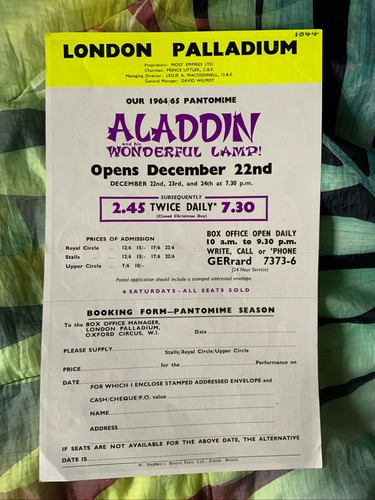 1044
LONDON PALLADIUM
Proprietors: MOSS' EMPIRES LTD.
Chairman: PRINCE LITTLER, C.B.E.
Managing Director: LESLIE A. MACDONNELL, O.B.E.
General Manager: DAVID WILMOT
OUR 1964/65 PANTOMIME
ALADDIN
and his
WONDERFUL LAMP!
Opens December 22nd
DECEMBER 22nd, 23rd, and 24th at 7.30 p.m.
SUBSEQUENTLY
2.45 TWICE DAILY* 7.30
(Closed Christmas Day)
PRICES OF ADMISSION
Royal Circle ... 12/6 15/- 17/6 22/6
Stalls ... 12/6 15/- 17/6 22/6
Upper Circle ... 7/6 10/-
BOX OFFICE OPEN DAILY
10 a.m. to 9.30 p.m.
WRITE, CALL or 'PHONE
GERrard 7373-6
(24 Hour Service)
Postal application should include a stamped addressed envelope.
★ SATURDAYS—ALL SEATS SOLD
BOOKING FORM—PANTOMIME SEASON
To the BOX OFFICE MANAGER,
LONDON PALLADIUM,
OXFORD CIRCUS, W.1.
Date
PLEASE SUPPLY Stalls/Royal Circle/Upper Circle
PRICE for the Performance on
DATE FOR WHICH I ENCLOSE STAMPED ADDRESSED ENVELOPE and
CASH/CHEQUE/P.O. value
NAME
ADDRESS
IF SEATS ARE NOT AVAILABLE FOR THE ABOVE DATE, THE ALTERNATIVE
DATE IS
St. Stephen's Bristol Press Ltd.